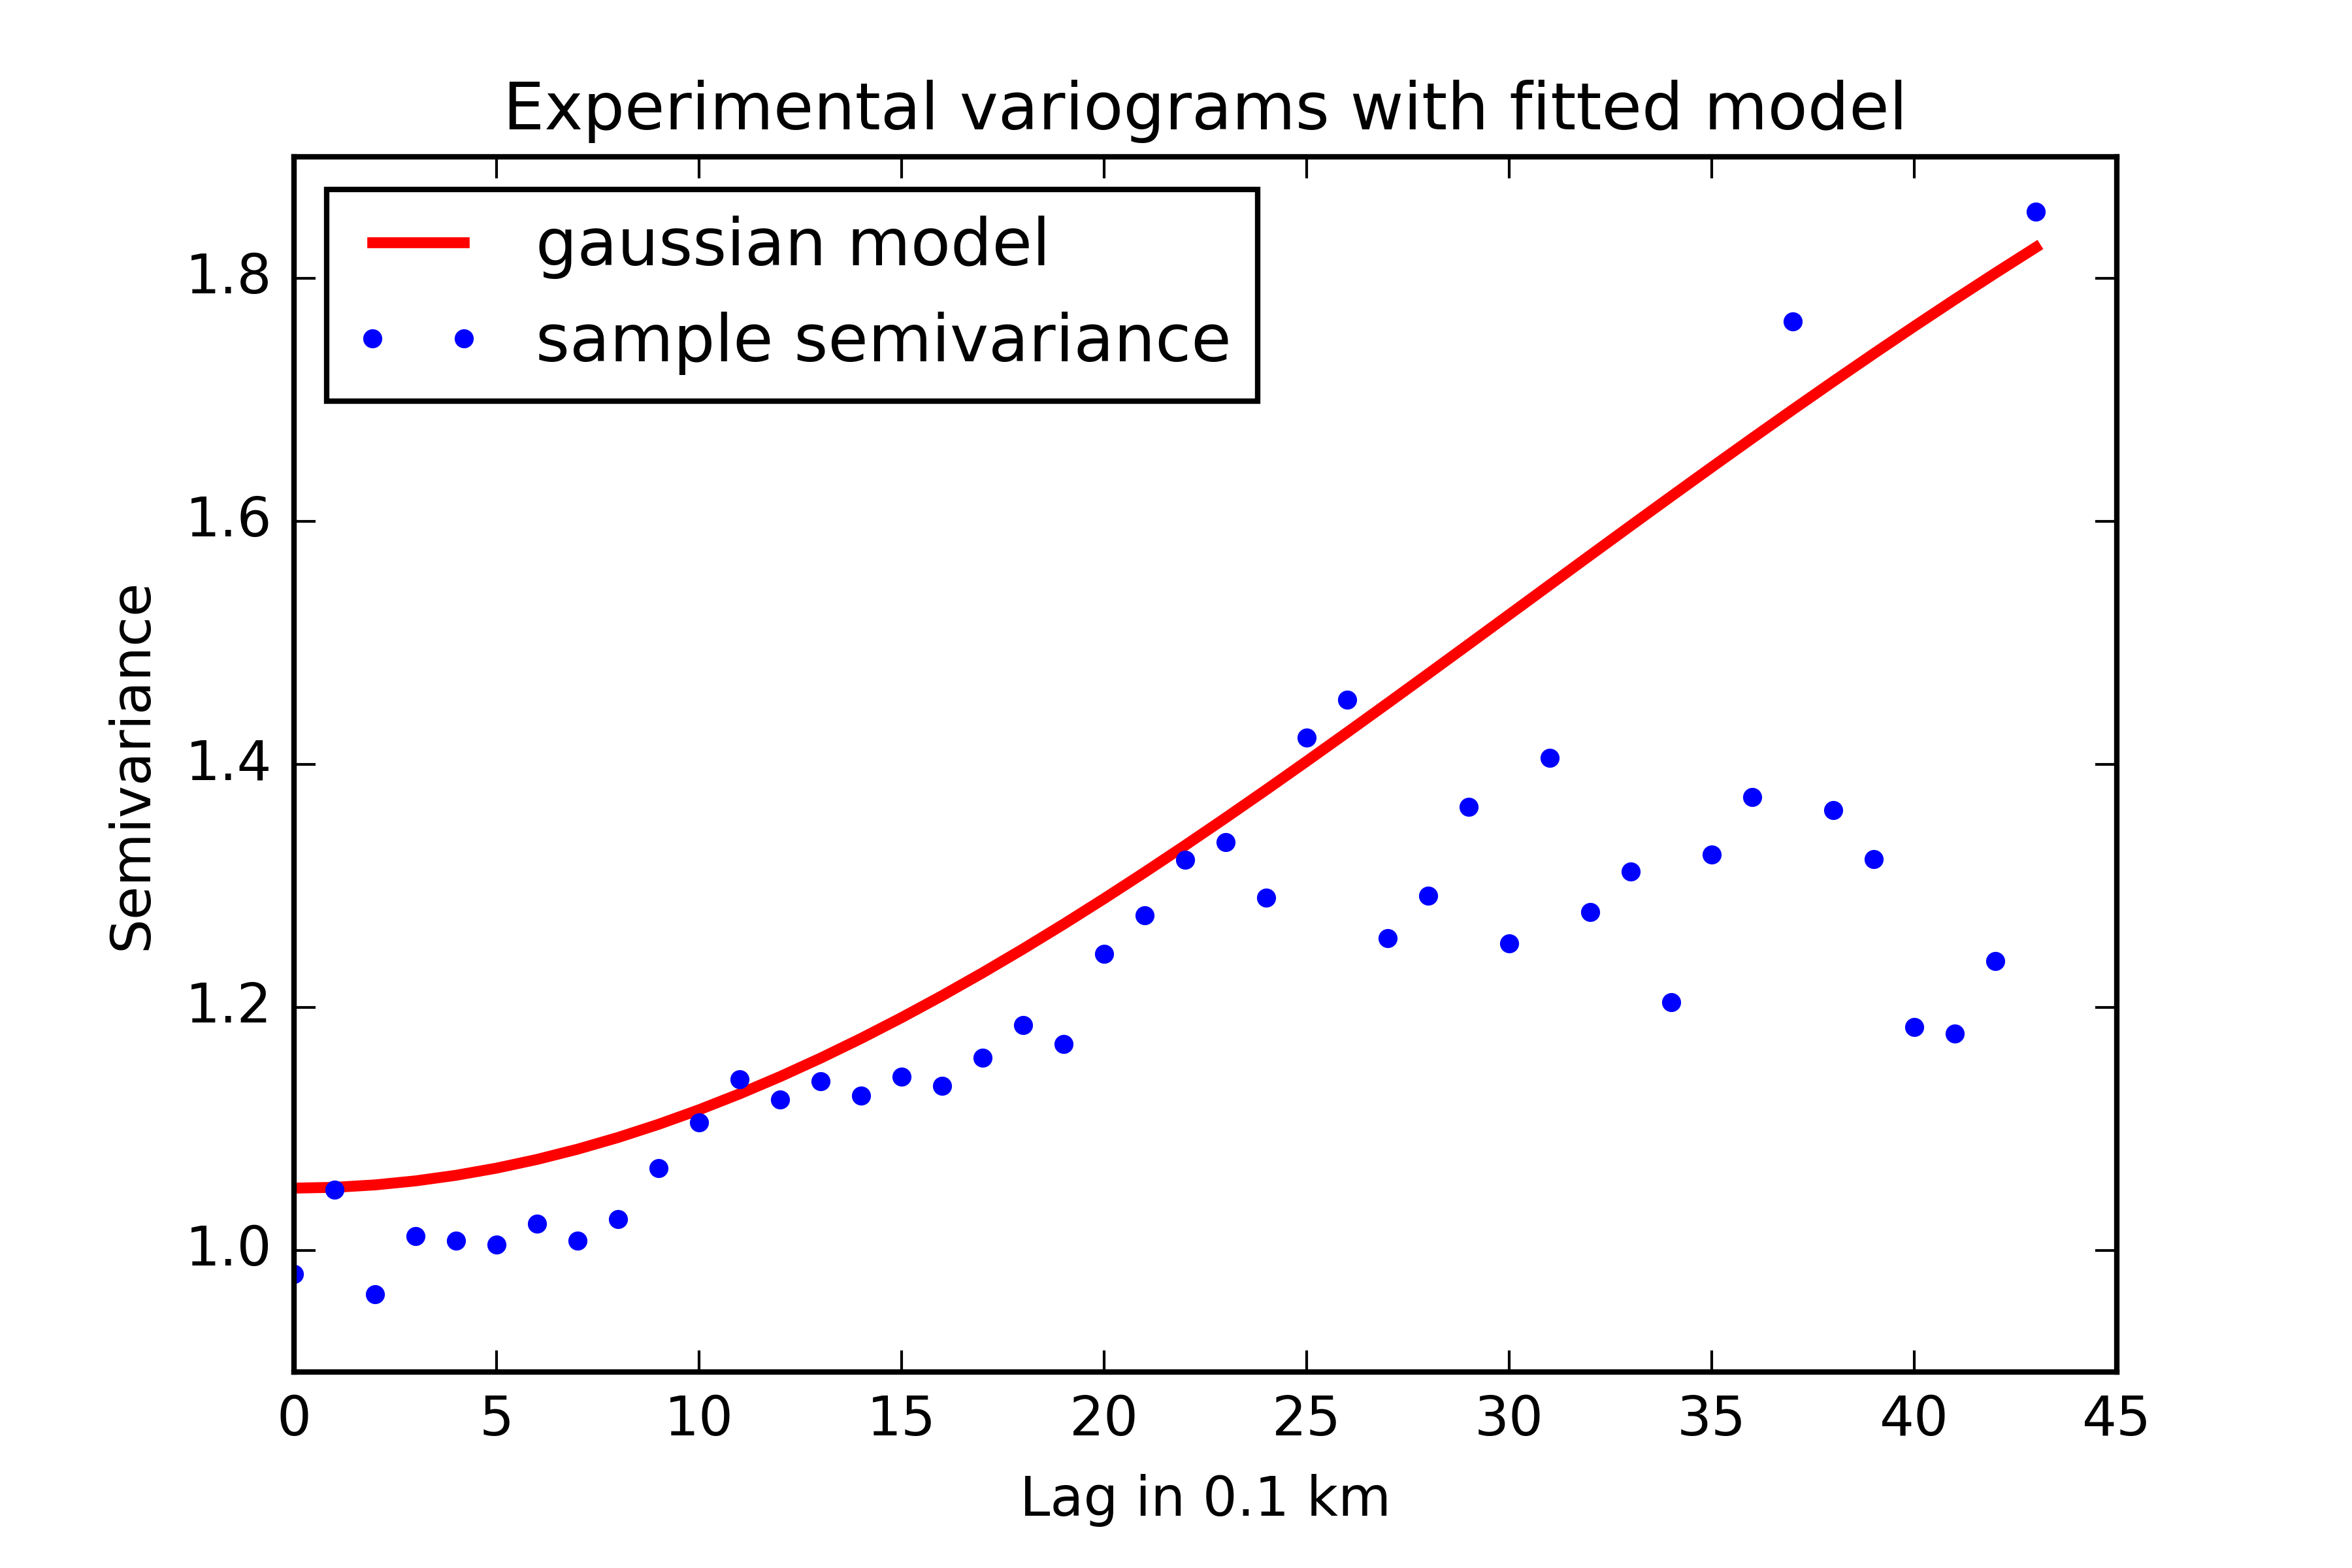 Experimental variograms with fitted model
gaussian model
sample semivariance
1.8
1.6
1.4
1.2
1.0
Semivariance
0 5 10 15 20 25 30 35 40 45
Lag in 0.1 km